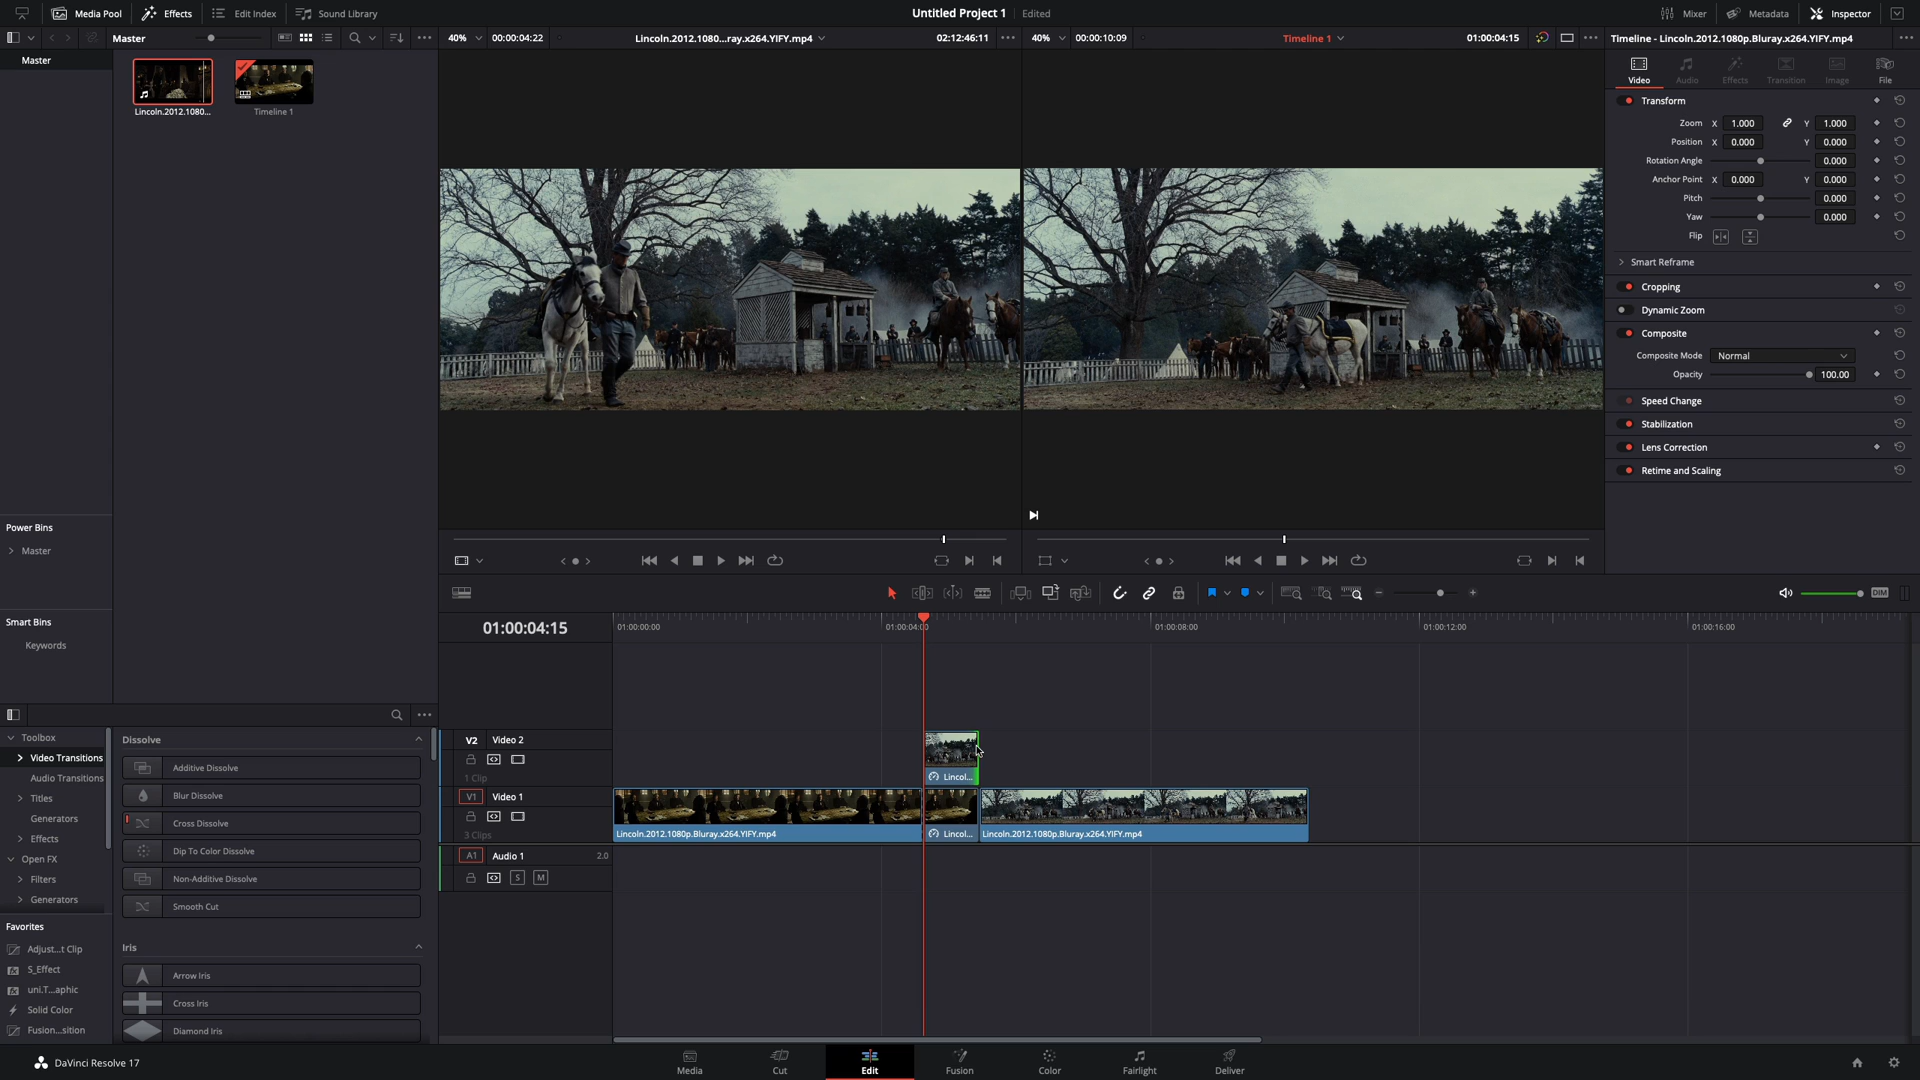 Media Pool
Effects
Edit Index
Sound Library
Untitled Project 1
Edited
Mixer
Metadata
Inspector
Master
40%
00:00:04:22
Lincoln.2012.1080...ray.x264.YIFY.mp4
02:12:46:11
40%
00:00:10:09
Timeline 1
01:00:04:15
Timeline - Lincoln.2012.1080p.Bluray.x264.YIFY.mp4
Master
Lincoln.2012.1080...
Timeline 1
Video
Audio
Effects
Transition
Image
File
Transform
Zoom X 1.000 Y 1.000
Position X 0.000 Y 0.000
Rotation Angle 0.000
Anchor Point X 0.000 Y 0.000
Pitch 0.000
Yaw 0.000
Flip
Smart Reframe
Cropping
Dynamic Zoom
Composite
Composite Mode Normal
Opacity 100.00
Speed Change
Stabilization
Lens Correction
Retime and Scaling
Power Bins
Master
Smart Bins
Keywords
DIM
01:00:04:15
01:00:00:00
01:00:04:00
01:00:08:00
01:00:12:00
01:00:16:00
V2 Video 2
1 Clip
Lincol...
V1 Video 1
3 Clips
Lincoln.2012.1080p.Bluray.x264.YIFY.mp4
Lincol...
Lincoln.2012.1080p.Bluray.x264.YIFY.mp4
A1 Audio 1 2.0
S M
Toolbox
Video Transitions
Audio Transitions
Titles
Generators
Effects
Open FX
Filters
Generators
Favorites
Adjust...t Clip
S_Effect
uni.T...aphic
Solid Color
Fusion...sition
Dissolve
Additive Dissolve
Blur Dissolve
Cross Dissolve
Dip To Color Dissolve
Non-Additive Dissolve
Smooth Cut
Iris
Arrow Iris
Cross Iris
Diamond Iris
DaVinci Resolve 17
Media
Cut
Edit
Fusion
Color
Fairlight
Deliver